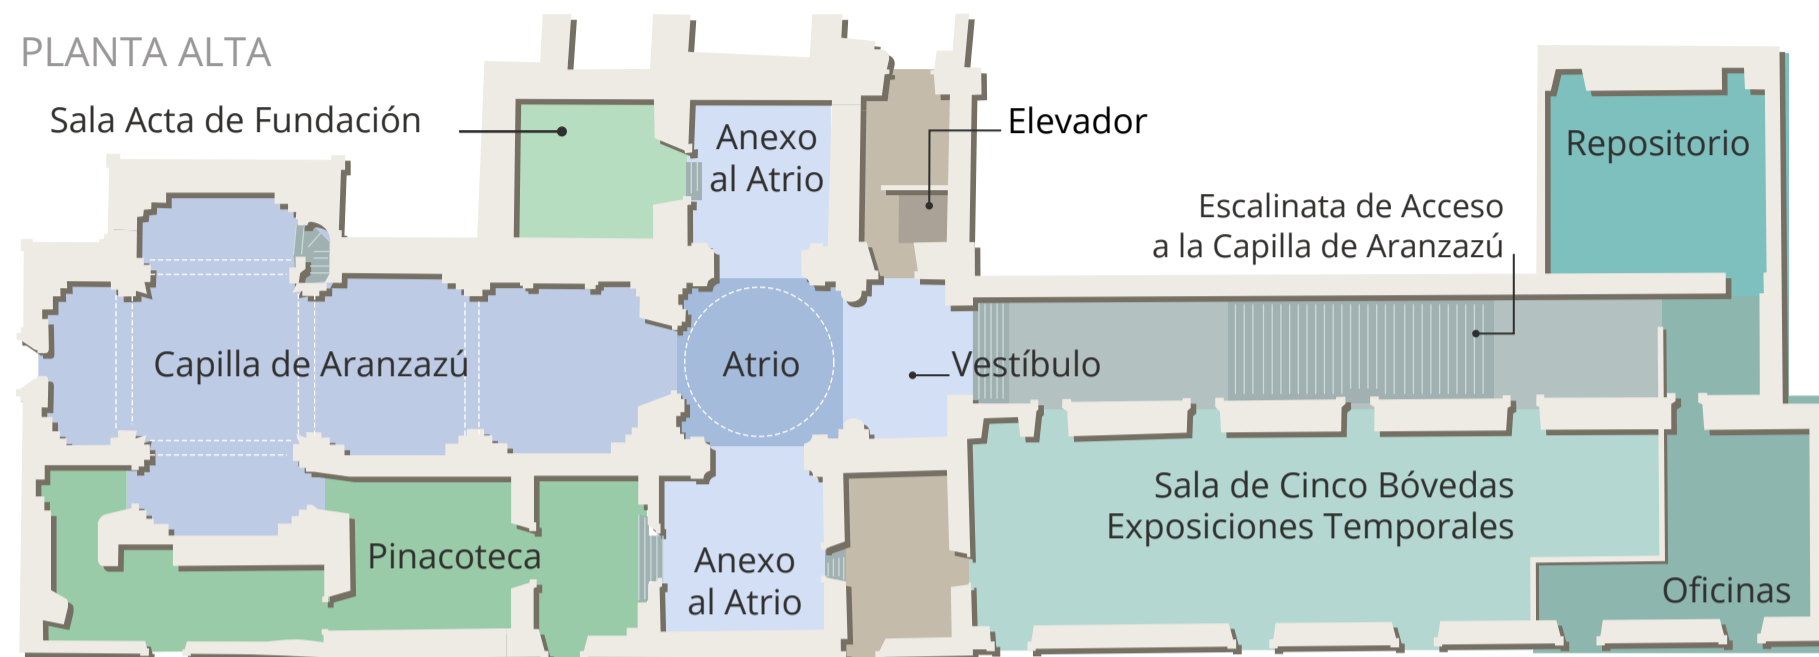 PLANTA ALTA
Sala Acta de Fundación
Anexo
al Atrio
Elevador
Repositorio
Escalinata de Acceso
a la Capilla de Aranzazú
Capilla de Aranzazú
Atrio
Vestíbulo
Sala de Cinco Bóvedas
Exposiciones Temporales
Pinacoteca
Anexo
al Atrio
Oficinas